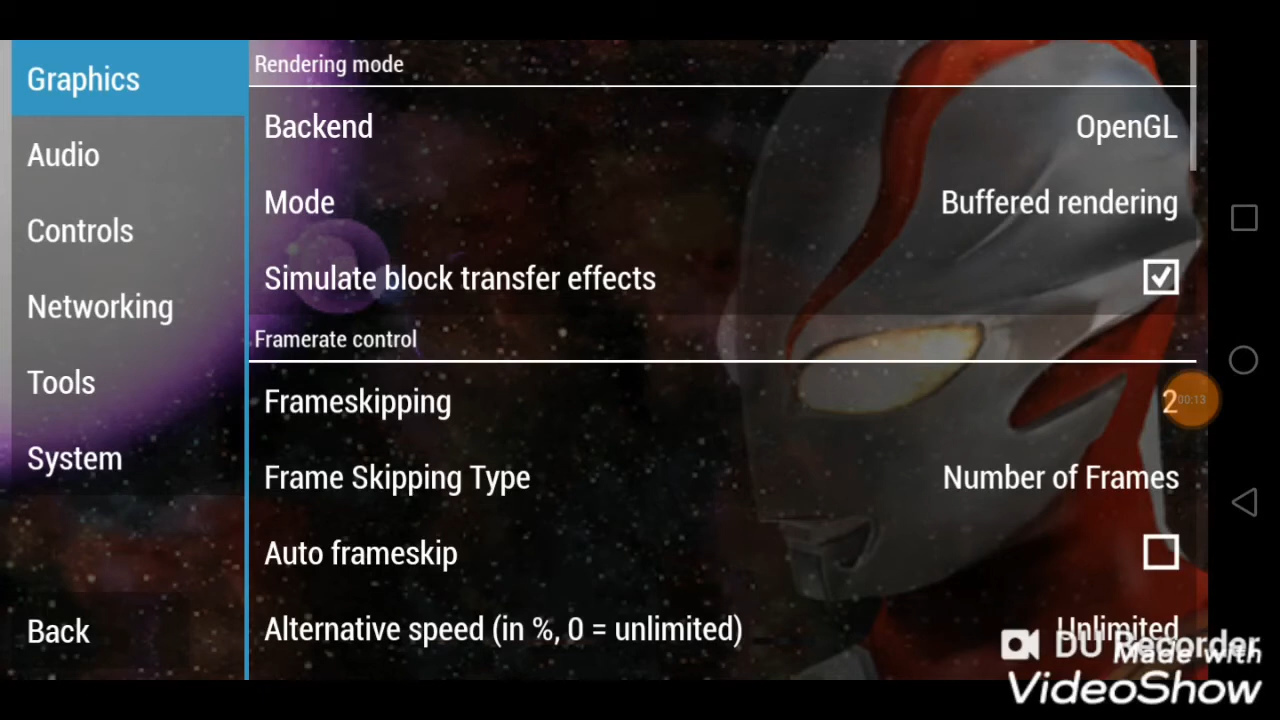 Graphics
Audio
Controls
Networking
Tools
System
Back
Rendering mode
Backend OpenGL
Mode Buffered rendering
Simulate block transfer effects
Framerate control
Frameskipping 2
00:13
Frame Skipping Type Number of Frames
Auto frameskip
Alternative speed (in %, 0 = unlimited) Unlimited
DU Recorder
Made with
VideoShow